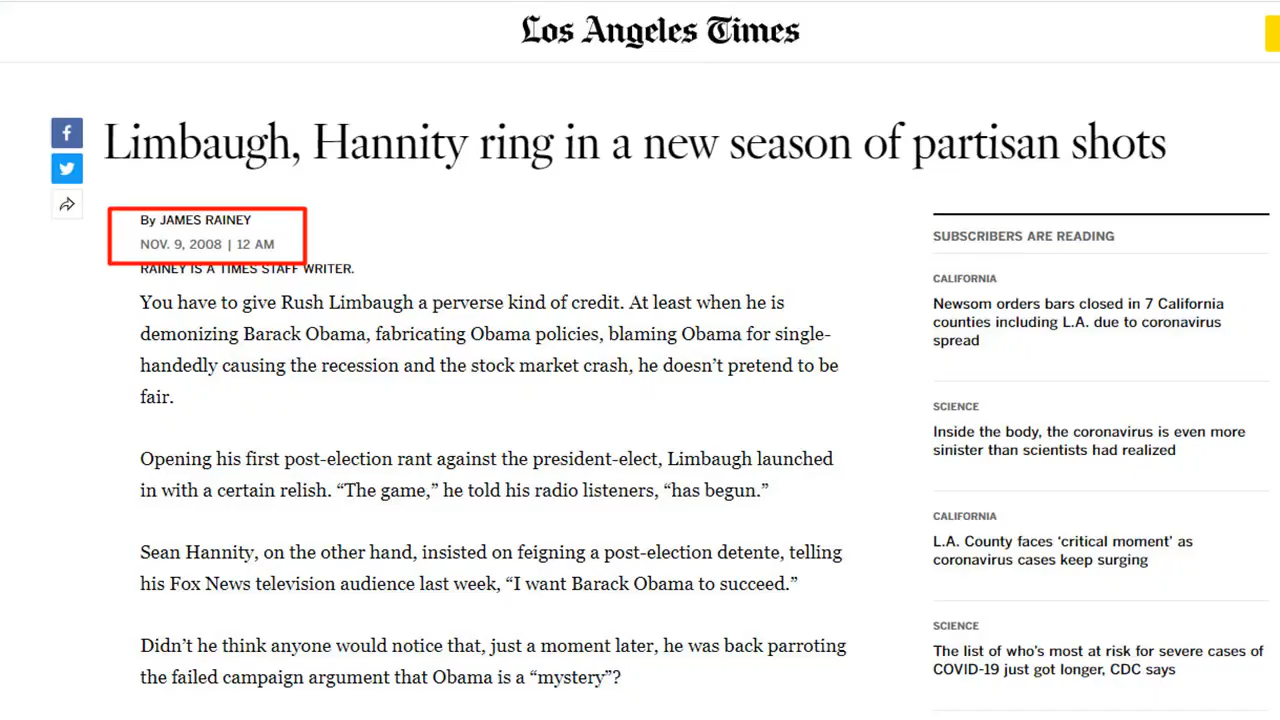 Los Angeles Times
Limbaugh, Hannity ring in a new season of partisan shots
By JAMES RAINEY
NOV. 9, 2008 | 12 AM
RAINEY IS A TIMES STAFF WRITER.
You have to give Rush Limbaugh a perverse kind of credit. At least when he is
demonizing Barack Obama, fabricating Obama policies, blaming Obama for single-
handedly causing the recession and the stock market crash, he doesn’t pretend to be
fair.
Opening his first post-election rant against the president-elect, Limbaugh launched
in with a certain relish. “The game,” he told his radio listeners, “has begun.”
Sean Hannity, on the other hand, insisted on feigning a post-election detente, telling
his Fox News television audience last week, “I want Barack Obama to succeed.”
Didn’t he think anyone would notice that, just a moment later, he was back parroting
the failed campaign argument that Obama is a “mystery”?
SUBSCRIBERS ARE READING
CALIFORNIA
Newsom orders bars closed in 7 California
counties including L.A. due to coronavirus
spread
SCIENCE
Inside the body, the coronavirus is even more
sinister than scientists had realized
CALIFORNIA
L.A. County faces ‘critical moment’ as
coronavirus cases keep surging
SCIENCE
The list of who’s most at risk for severe cases of
COVID-19 just got longer, CDC says